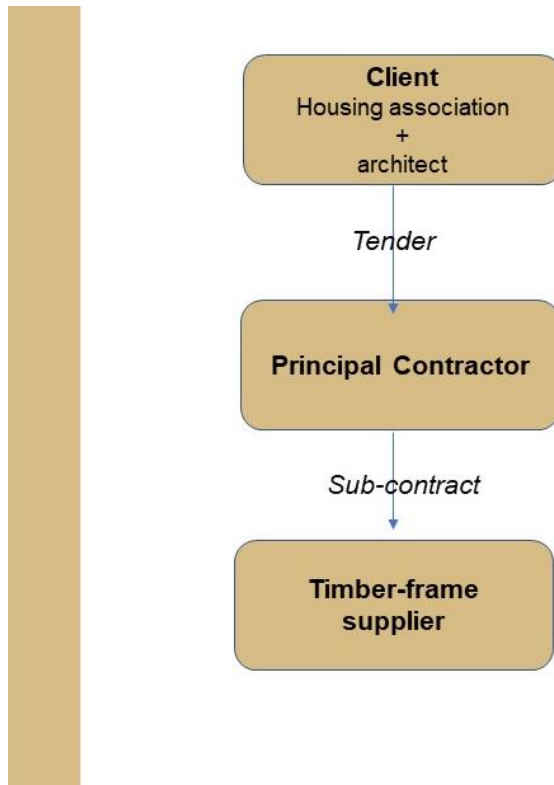 Client
Housing association
+
architect
Tender
Principal Contractor
Sub-contract
Timber-frame
supplier